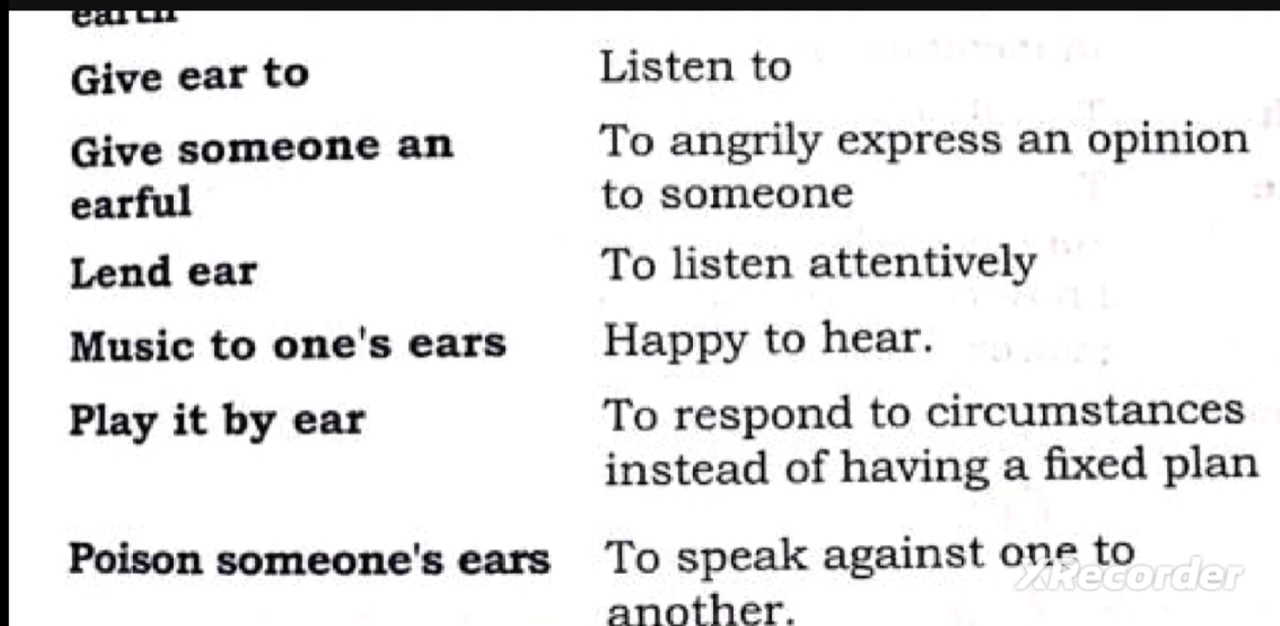 earth
Give ear to
Listen to
Give someone an
earful
To angrily express an opinion
to someone
Lend ear
To listen attentively
Music to one's ears
Happy to hear.
Play it by ear
To respond to circumstances
instead of having a fixed plan
Poison someone's ears
To speak against one to
another.
XRecorder